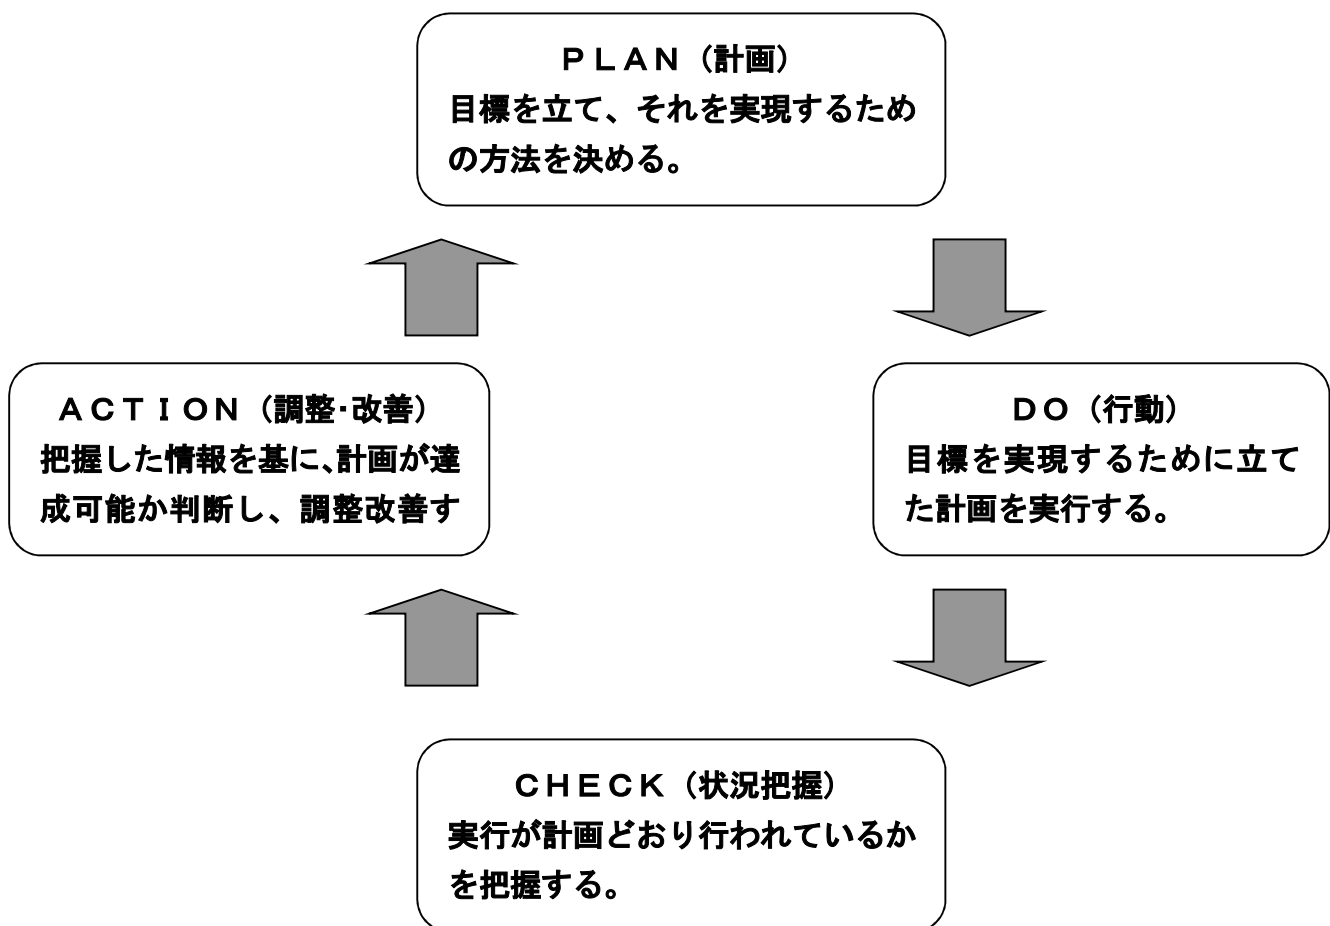 ＰＬＡＮ（計画）
目標を立て、それを実現するため
の方法を決める。
ＤＯ（行動）
目標を実現するために立て
た計画を実行する。
ＣＨＥＣＫ（状況把握）
実行が計画どおり行われているか
を把握する。
ＡＣＴＩＯＮ（調整･改善）
把握した情報を基に、計画が達
成可能か判断し、調整改善す